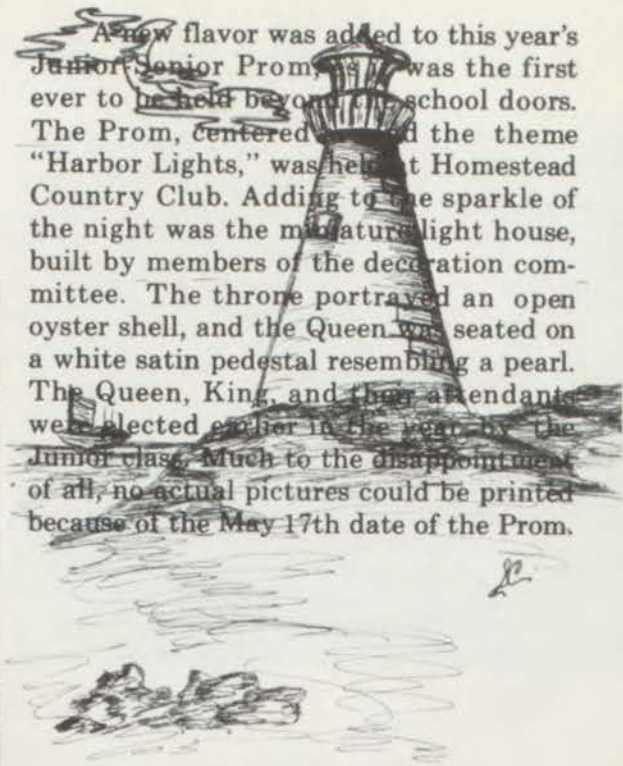 A new flavor was added to this year's
Junior-Senior Prom, as it was the first
ever to be held beyond the school doors.
The Prom, centered around the theme
“Harbor Lights,” was held at Homestead
Country Club. Adding to the sparkle of
the night was the miniature light house,
built by members of the decoration com-
mittee. The throne portrayed an open
oyster shell, and the Queen was seated on
a white satin pedestal resembling a pearl.
The Queen, King, and their attendants
were elected earlier in the year by the
Junior class. Much to the disappointment
of all, no actual pictures could be printed
because of the May 17th date of the Prom.